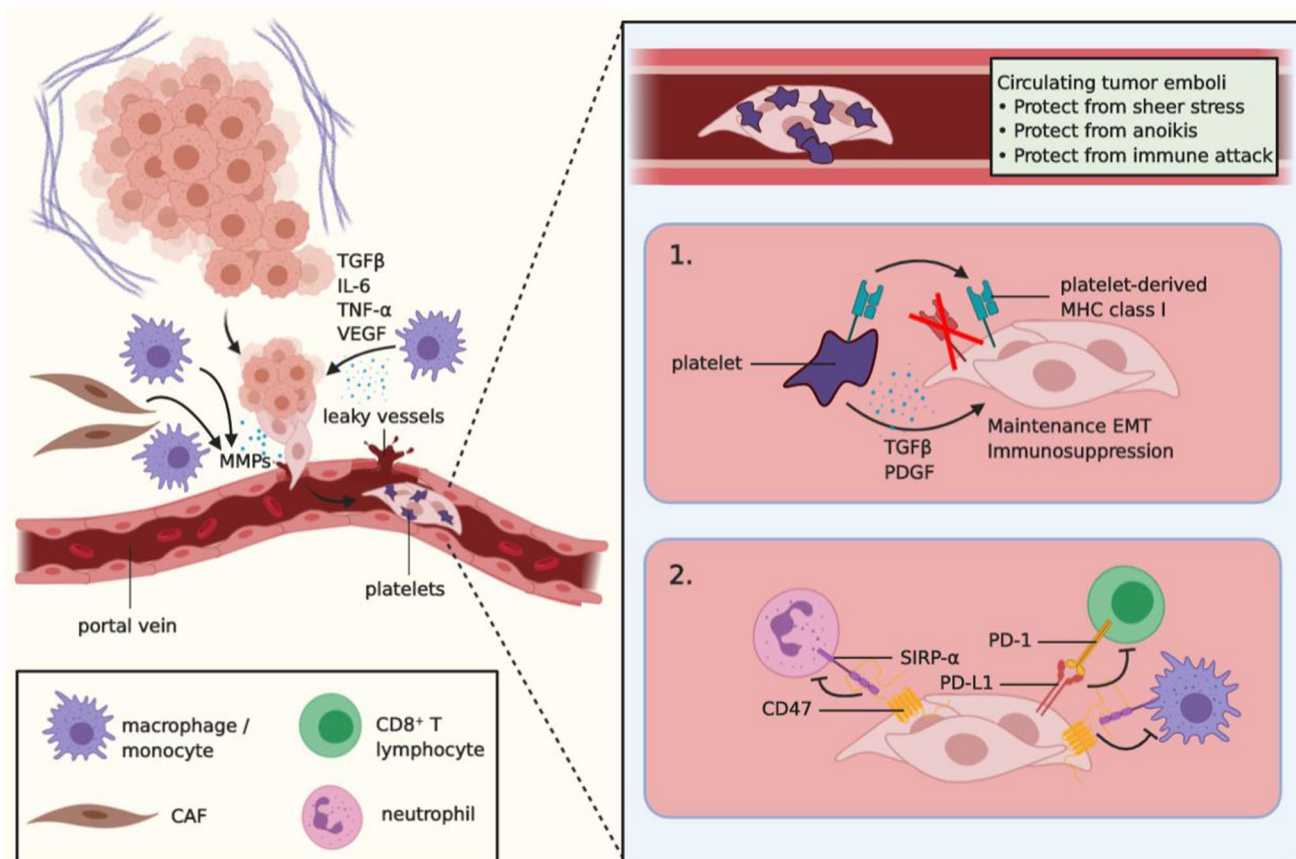 TGFβ
IL-6
TNF-α
VEGF
leaky vessels
MMPs
platelets
portal vein
macrophage /
monocyte
CD8⁺ T
lymphocyte
CAF
neutrophil
Circulating tumor emboli
• Protect from sheer stress
• Protect from anoikis
• Protect from immune attack
1.
platelet-derived
MHC class I
platelet
TGFβ
PDGF
Maintenance EMT
Immunosuppression
2.
PD-1
SIRP-α
PD-L1
CD47